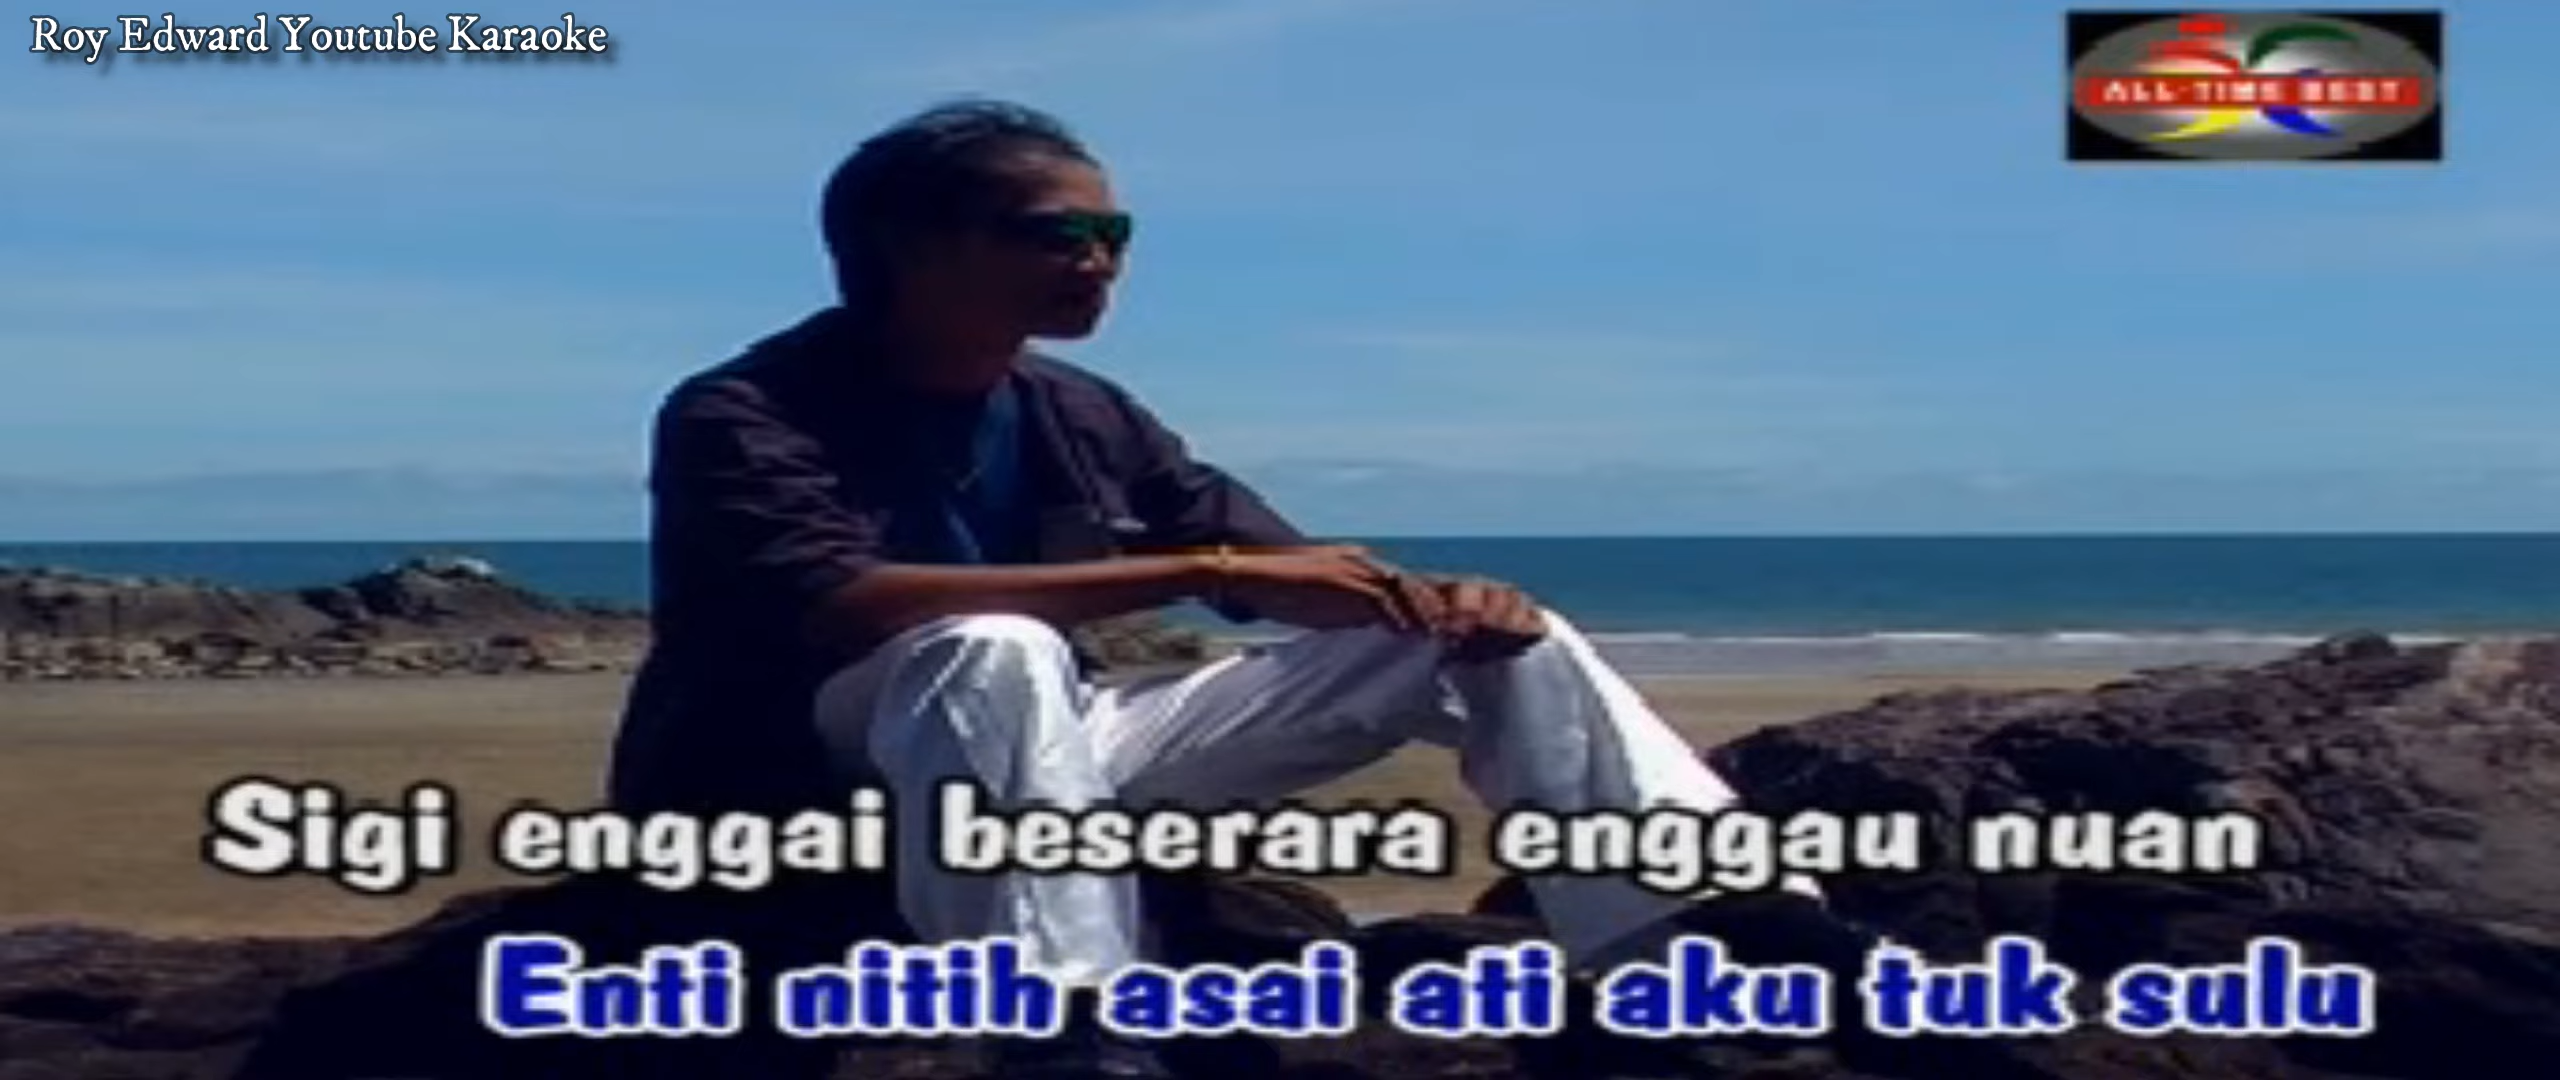 Roy Edward Youtube Karaoke
ALL-TIME BEST
Sigi enggai beserara enggau nuan
Enti nitih asai ati aku tuk sulu